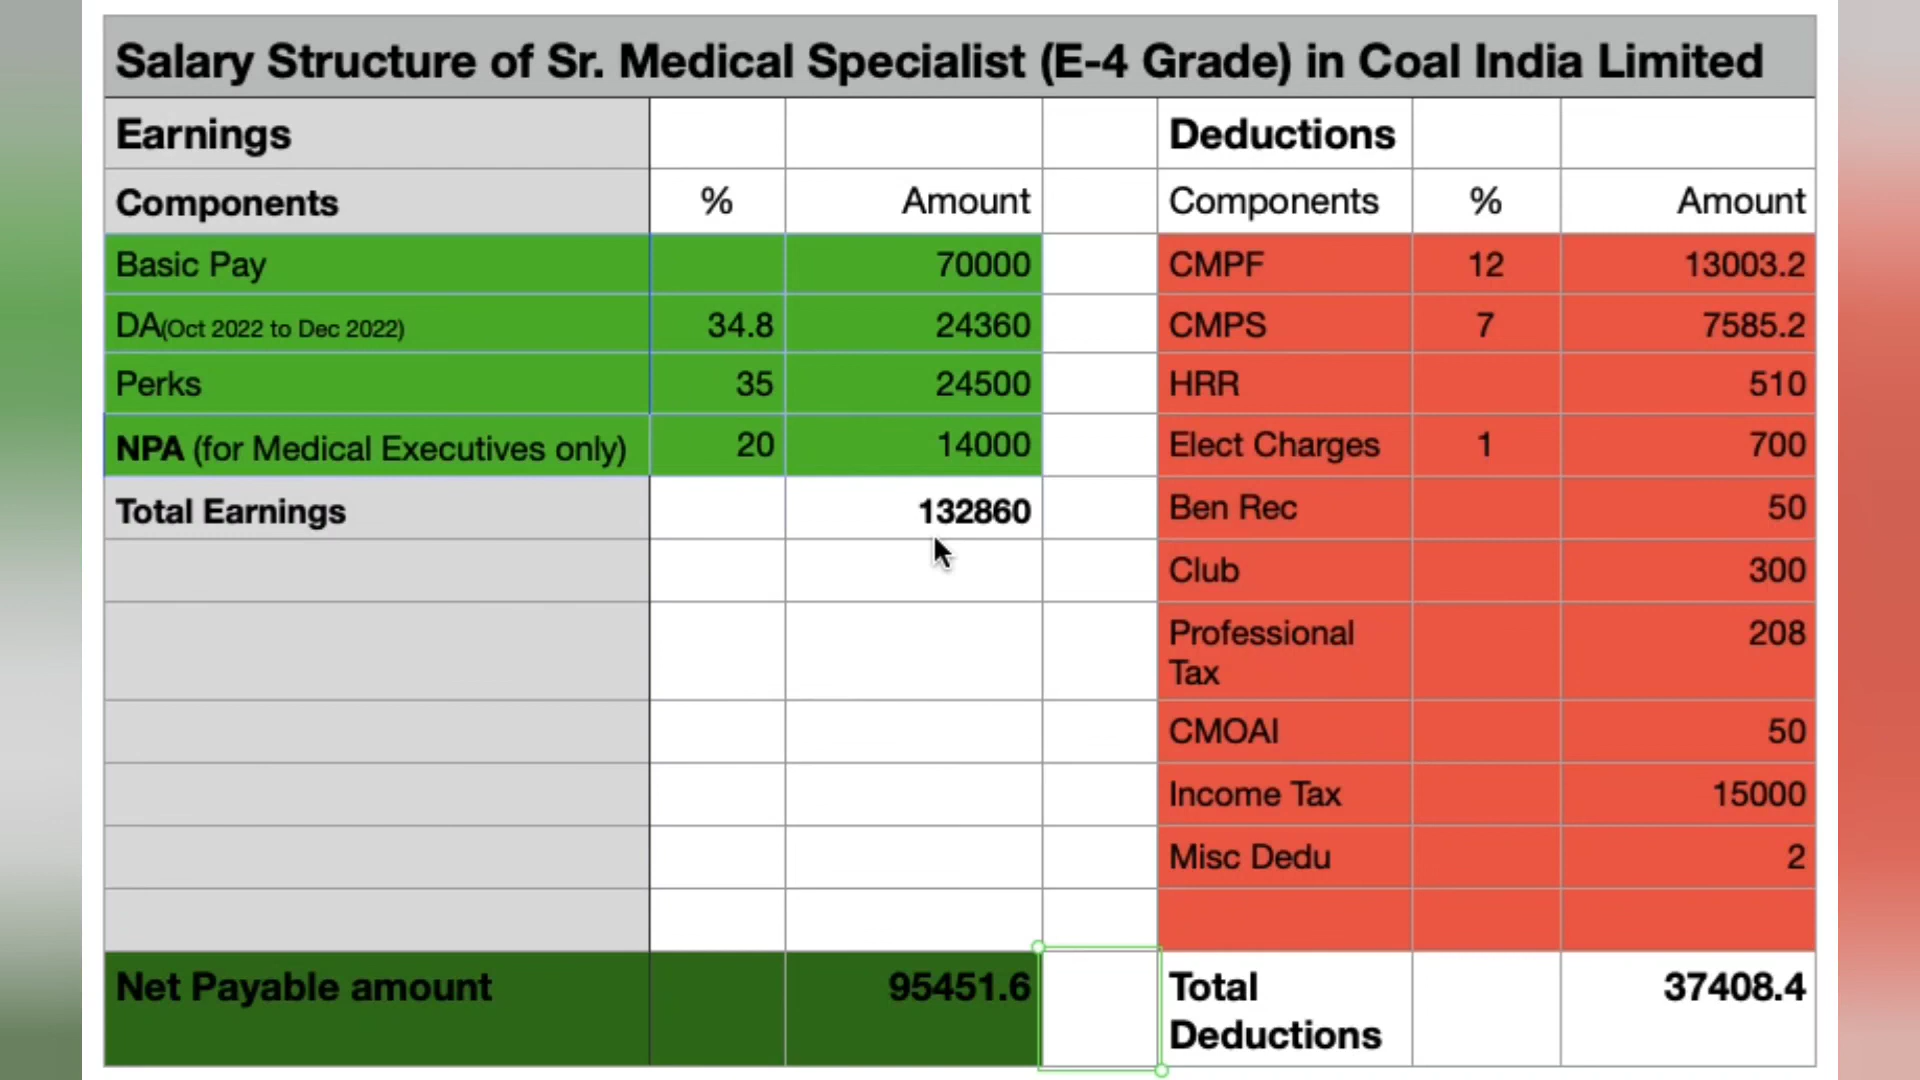 Salary Structure of Sr. Medical Specialist (E-4 Grade) in Coal India Limited
Earnings Deductions
Components % Amount Components % Amount
Basic Pay 70000 CMPF 12 13003.2
DA(Oct 2022 to Dec 2022) 34.8 24360 CMPS 7 7585.2
Perks 35 24500 HRR 510
NPA (for Medical Executives only) 20 14000 Elect Charges 1 700
Total Earnings 132860 Ben Rec 50
Club 300
Professional 208
Tax
CMOAI 50
Income Tax 15000
Misc Dedu 2
Net Payable amount 95451.6 Total 37408.4
Deductions